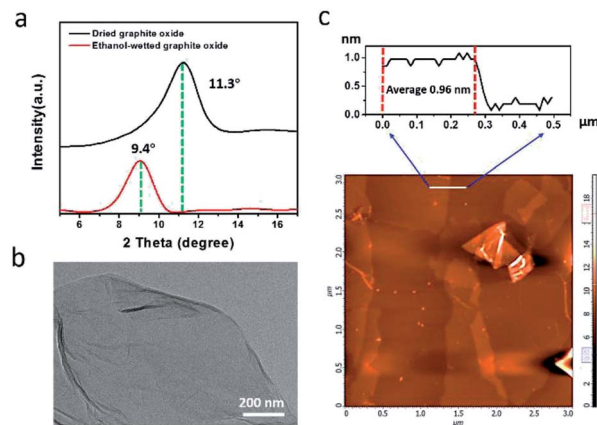 a
Dried graphite oxide
Ethanol-wetted graphite oxide
11.3°
9.4°
Intensity(a.u.)
6 8 10 12 14 16
2 Theta (degree)
b
200 nm
c
nm
1.0
0.5
0.0
Average 0.96 nm
0.0 0.1 0.2 0.3 0.4 0.5 μm
3.0
2.5
2.0
1.5
1.0
0.5
0
μm
0 0.5 1.0 1.5 2.0 2.5 3.0
μm
18
14
12
10
8
6
2
0